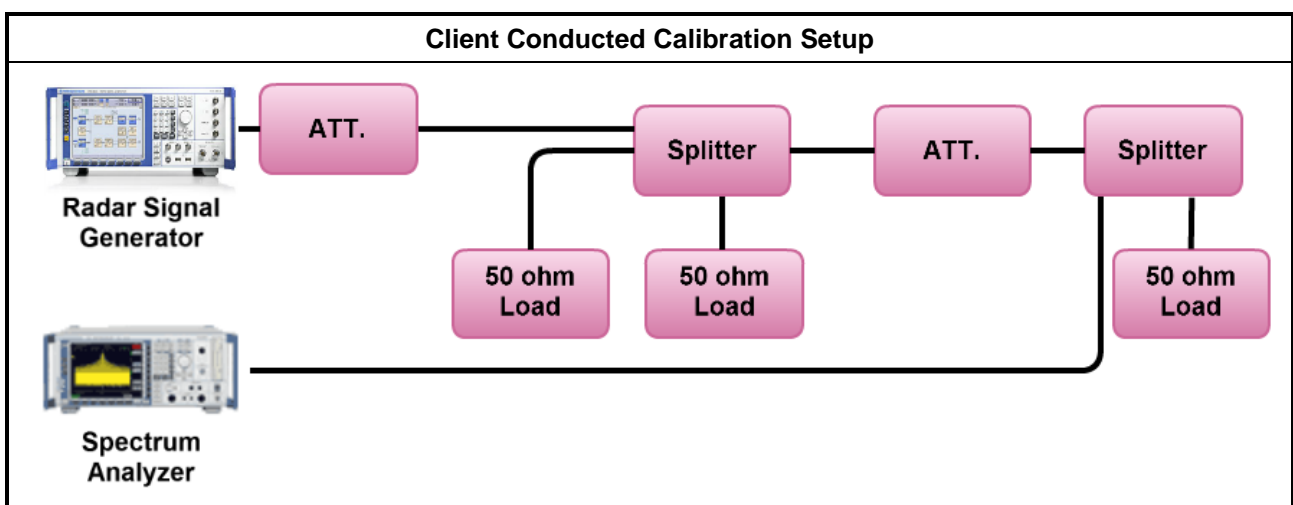 Client Conducted Calibration Setup
ATT.
Splitter
ATT.
Splitter
Radar Signal
Generator
50 ohm
Load
50 ohm
Load
50 ohm
Load
Spectrum
Analyzer